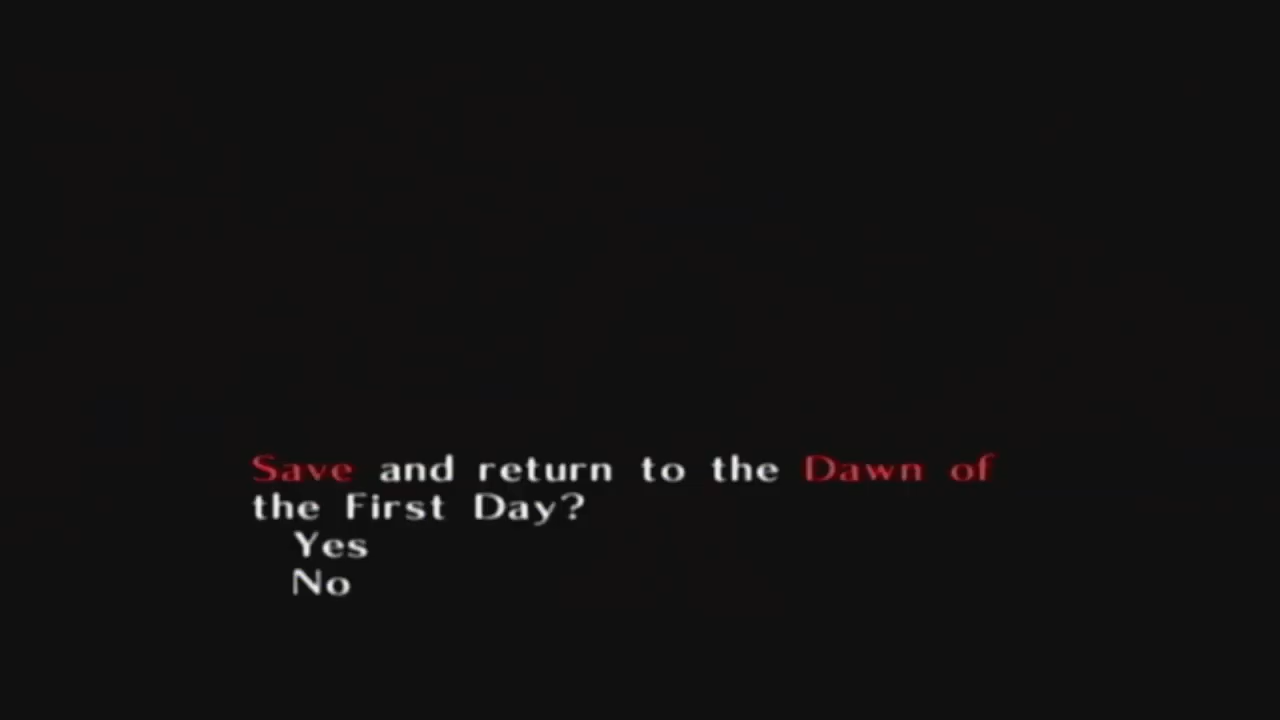 Save and return to the Dawn of
the First Day?
Yes
No